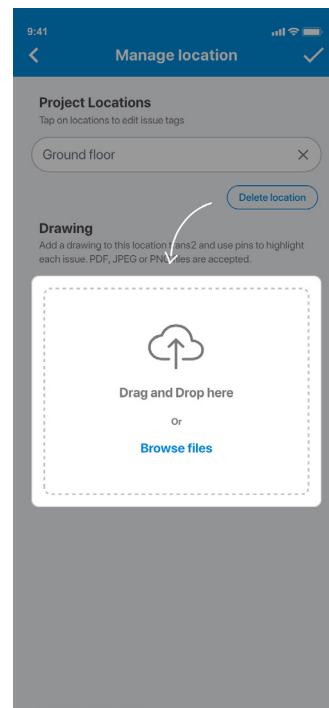 9:41
Manage location
Project Locations
Tap on locations to edit issue tags
Ground floor
Delete location
Drawing
Add a drawing to this location trans2 and use pins to highlight
each issue. PDF, JPEG or PNG files are accepted.
Drag and Drop here
Or
Browse files